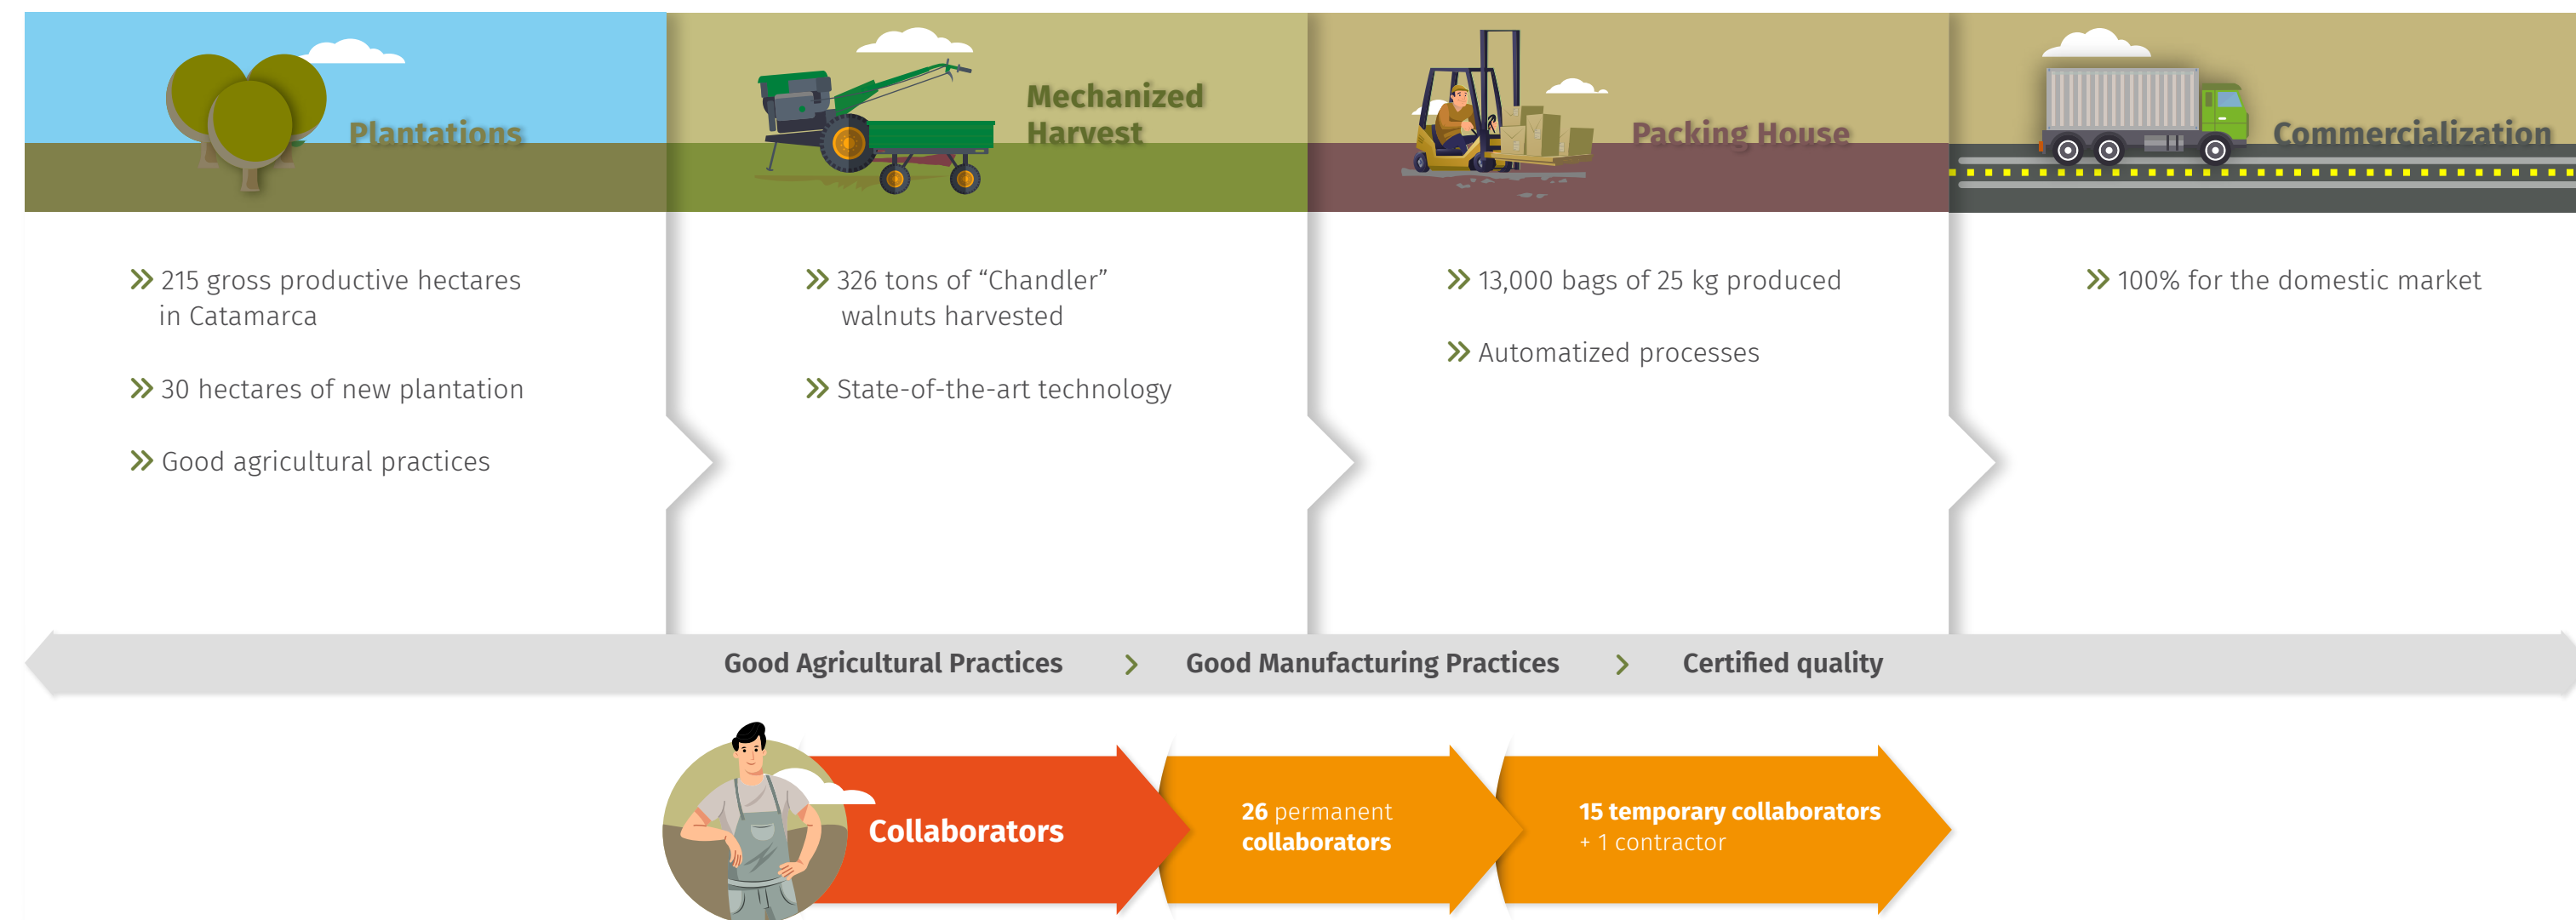 Plantations
215 gross productive hectares
in Catamarca
30 hectares of new plantation
Good agricultural practices
Mechanized
Harvest
326 tons of “Chandler”
walnuts harvested
State-of-the-art technology
Packing House
13,000 bags of 25 kg produced
Automatized processes
Commercialization
100% for the domestic market
Good Agricultural Practices > Good Manufacturing Practices > Certified quality
Collaborators
26 permanent
collaborators
15 temporary collaborators
+ 1 contractor